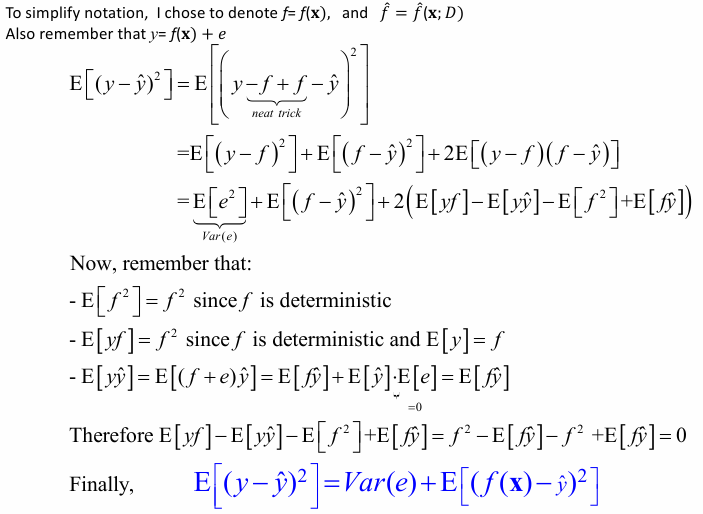 To simplify notation, I chose to denote f= f(x), and f̂ = f̂(x; D)
Also remember that y= f(x) + e
E[(y − ŷ)²] = E[(y − f + f − ŷ)²]
neat trick
=E[(y − f)²] + E[(f − ŷ)²] + 2E[(y − f)(f − ŷ)]
= E[e²] + E[(f − ŷ)²] + 2(E[yf] − E[yŷ] − E[f²] +E[fŷ])
Var(e)
Now, remember that:
- E[f²] = f² since f is deterministic
- E[yf] = f² since f is deterministic and E[y] = f
- E[yŷ] = E[(f + e)ŷ] = E[fŷ] + E[ŷ]·E[e] = E[fŷ]
=0
Therefore E[yf] − E[yŷ] − E[f²] +E[fŷ] = f² − E[fŷ] − f² +E[fŷ] = 0
Finally, E[(y − ŷ)²] = Var(e) + E[(f(x) − ŷ)²]